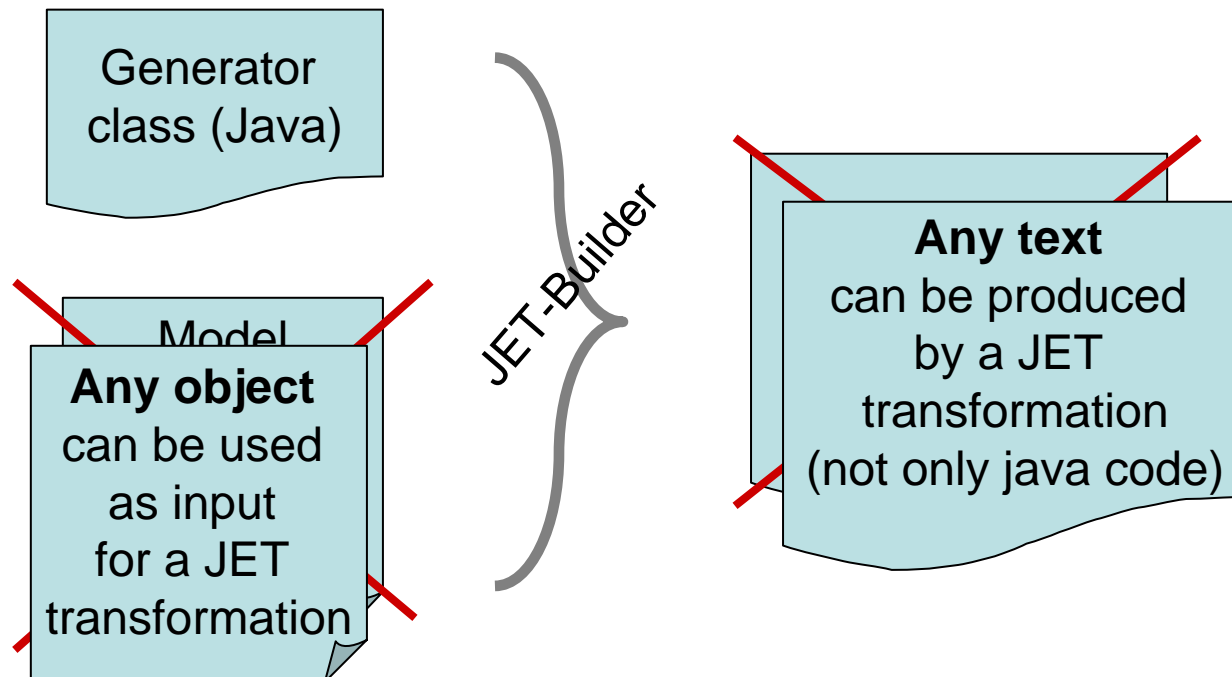 Generator
class (Java)
Model
Any object
can be used
as input
for a JET
transformation
JET-Builder
Any text
can be produced
by a JET
transformation
(not only java code)